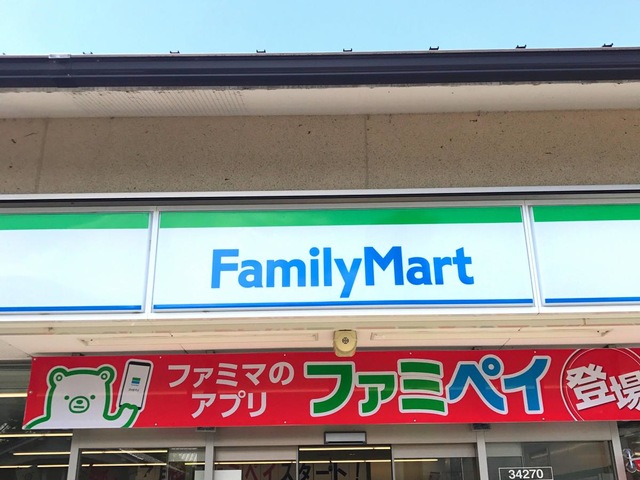 FamilyMart
ファミマの
アプリ
ファミペイ
登場
34270